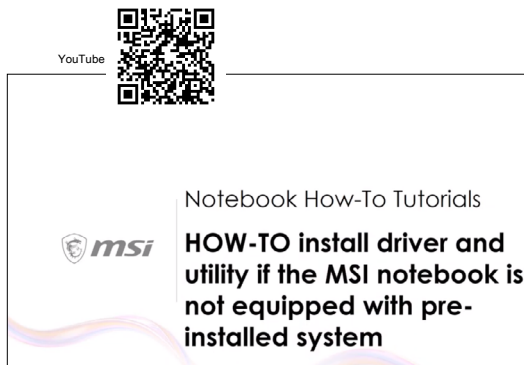 YouTube
Notebook How-To Tutorials
msi
HOW-TO install driver and
utility if the MSI notebook is
not equipped with pre-
installed system